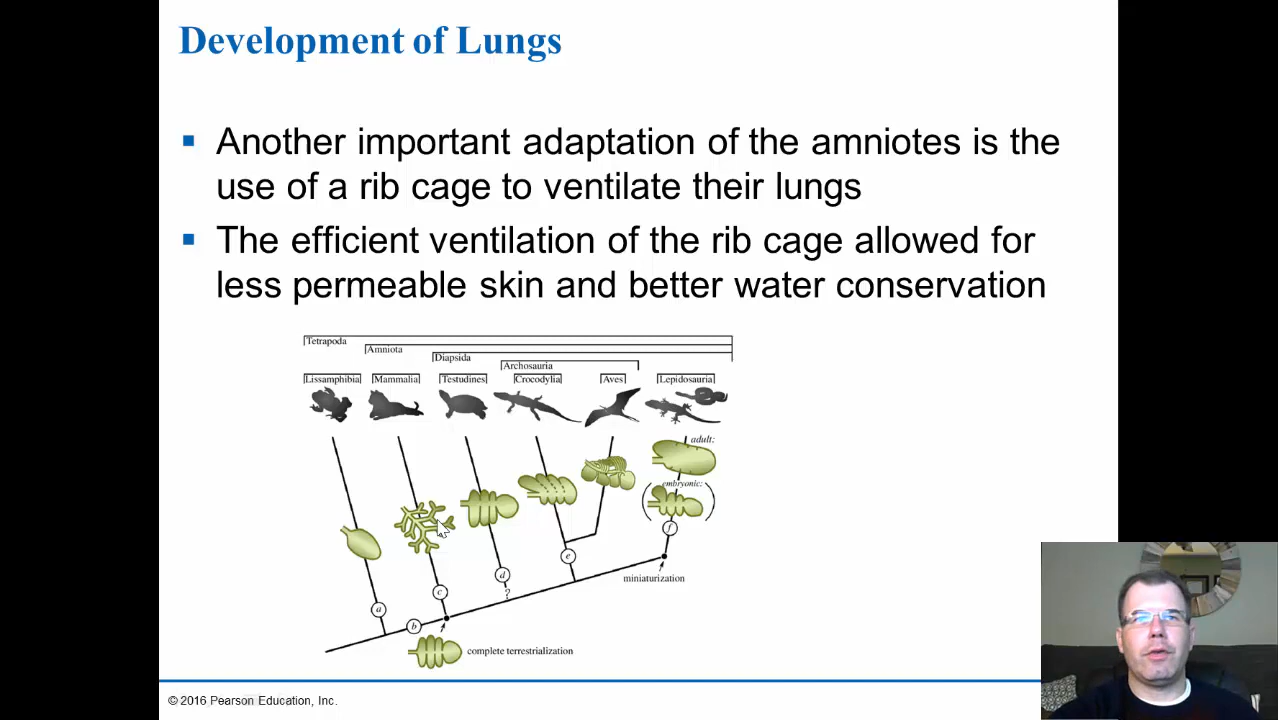 Development of Lungs
Another important adaptation of the amniotes is the
use of a rib cage to ventilate their lungs
The efficient ventilation of the rib cage allowed for
less permeable skin and better water conservation
Tetrapoda
Amniota
Diapsida
Archosauria
Lissamphibia Mammalia Testudines Crocodylia Aves Lepidosauria
adult:
embryonic:
f
e
d
miniaturization
c
?
a
b
complete terrestrialization
© 2016 Pearson Education, Inc.